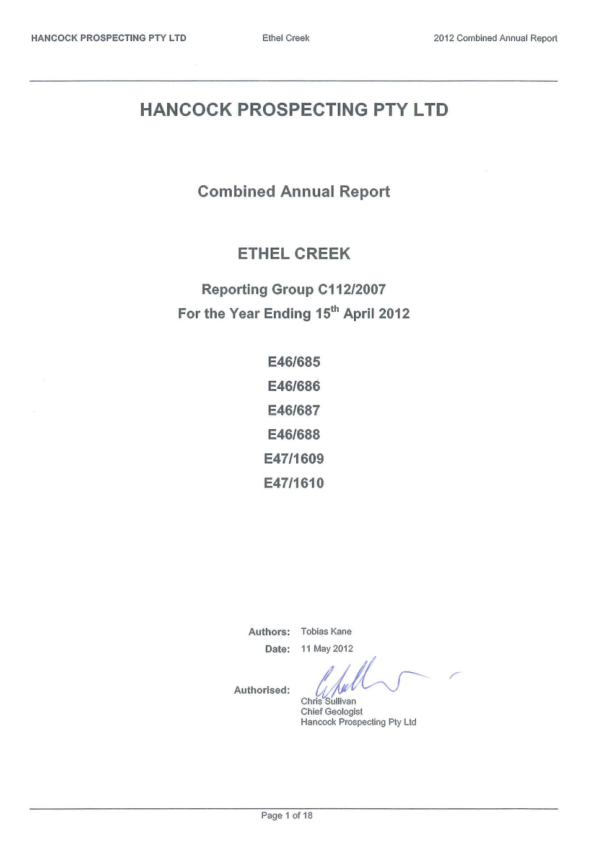 HANCOCK PROSPECTING PTY LTD Ethel Creek 2012 Combined Annual Report
HANCOCK PROSPECTING PTY LTD
Combined Annual Report
ETHEL CREEK
Reporting Group C112/2007
For the Year Ending 15th April 2012
E46/685
E46/686
E46/687
E46/688
E47/1609
E47/1610
Authors: Tobias Kane
Date: 11 May 2012
Authorised:
Chris Sullivan
Chief Geologist
Hancock Prospecting Pty Ltd
Page 1 of 18